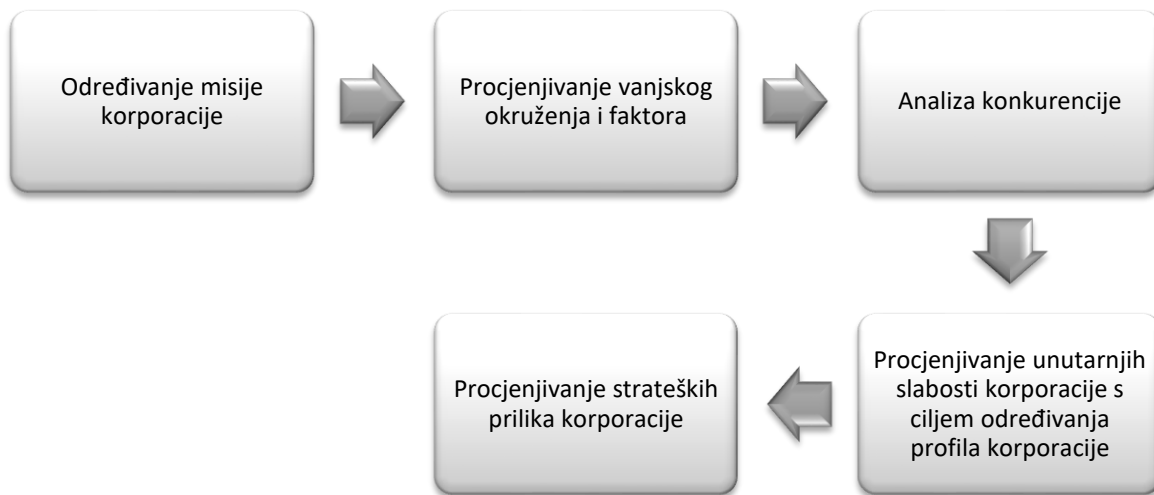 Određivanje misije
korporacije
Procjenjivanje vanjskog
okruženja i faktora
Analiza konkurencije
Procjenjivanje unutarnjih
slabosti korporacije s
ciljem određivanja
profila korporacije
Procjenjivanje strateških
prilika korporacije